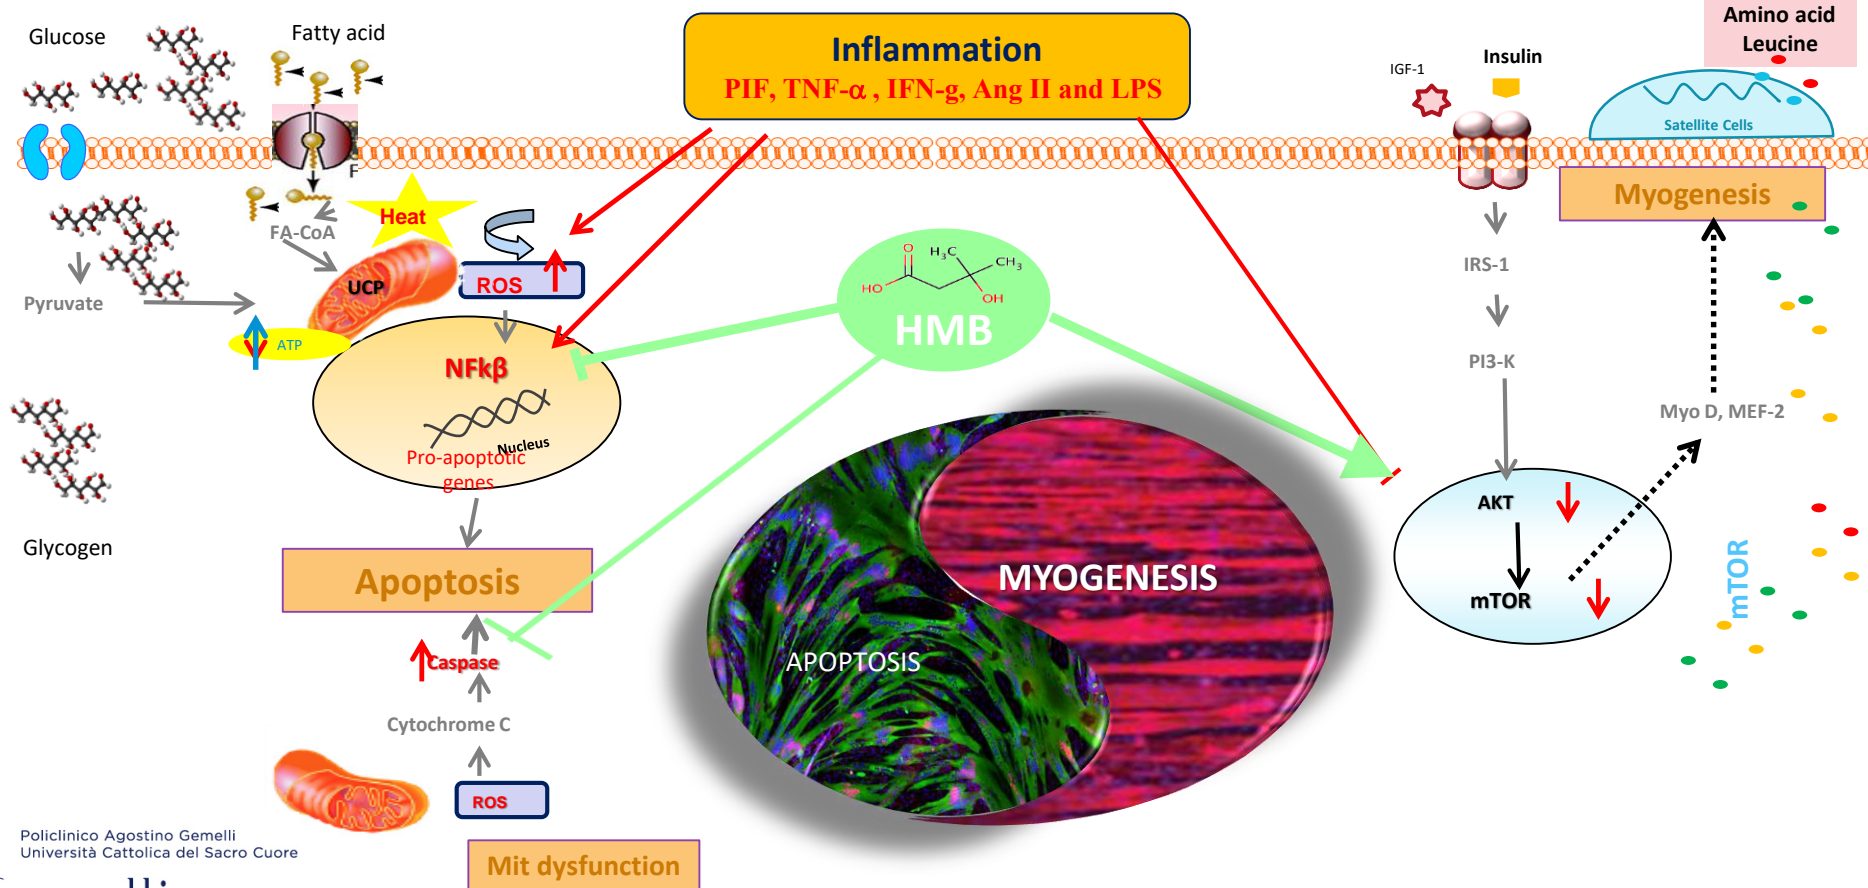 Glucose
Fatty acid
Inflammation
PIF, TNF-α , IFN-g, Ang II and LPS
IGF-1
Insulin
Amino acid
Leucine
Satellite Cells
F
Myogenesis
FA-CoA
Heat
UCP
ROS
Pyruvate
ATP
H₃C
CH₃
O
HO
OH
HMB
IRS-1
PI3-K
NFkβ
Nucleus
Pro-apoptotic
genes
Myo D, MEF-2
Glycogen
AKT
mTOR
mTOR
Apoptosis
MYOGENESIS
APOPTOSIS
Caspase
Cytochrome C
ROS
Mit dysfunction
Policlinico Agostino Gemelli
Università Cattolica del Sacro Cuore